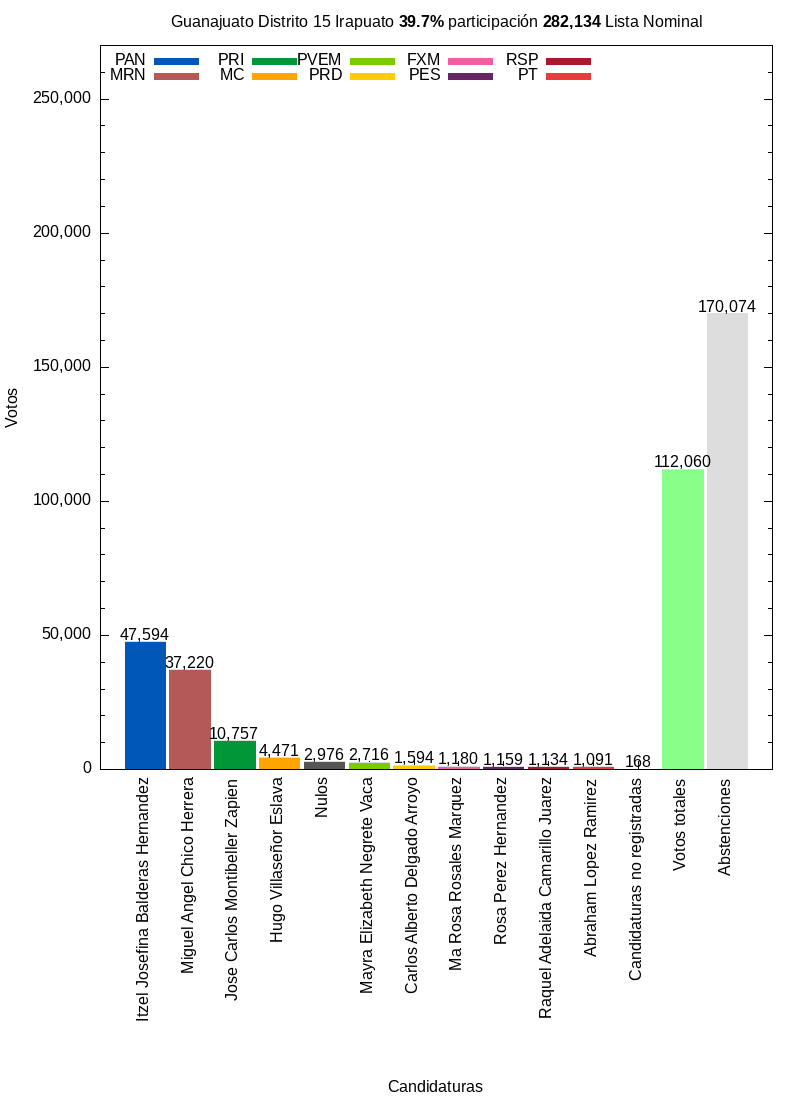 Guanajuato Distrito 15 Irapuato 39.7% participación 282,134 Lista Nominal
PAN PRI PVEM FXM RSP
MRN MC PRD PES PT
250,000
200,000
150,000
100,000
50,000
0
Votos
47,594
37,220
10,757
4,471
2,976
2,716
1,594
1,180
1,159
1,134
1,091
168
112,060
170,074
Itzel Josefina Balderas Hernandez
Miguel Angel Chico Herrera
Jose Carlos Montibeller Zapien
Hugo Villaseñor Eslava
Nulos
Mayra Elizabeth Negrete Vaca
Carlos Alberto Delgado Arroyo
Ma Rosa Rosales Marquez
Rosa Perez Hernandez
Raquel Adelaida Camarillo Juarez
Abraham Lopez Ramirez
Candidaturas no registradas
Votos totales
Abstenciones
Candidaturas